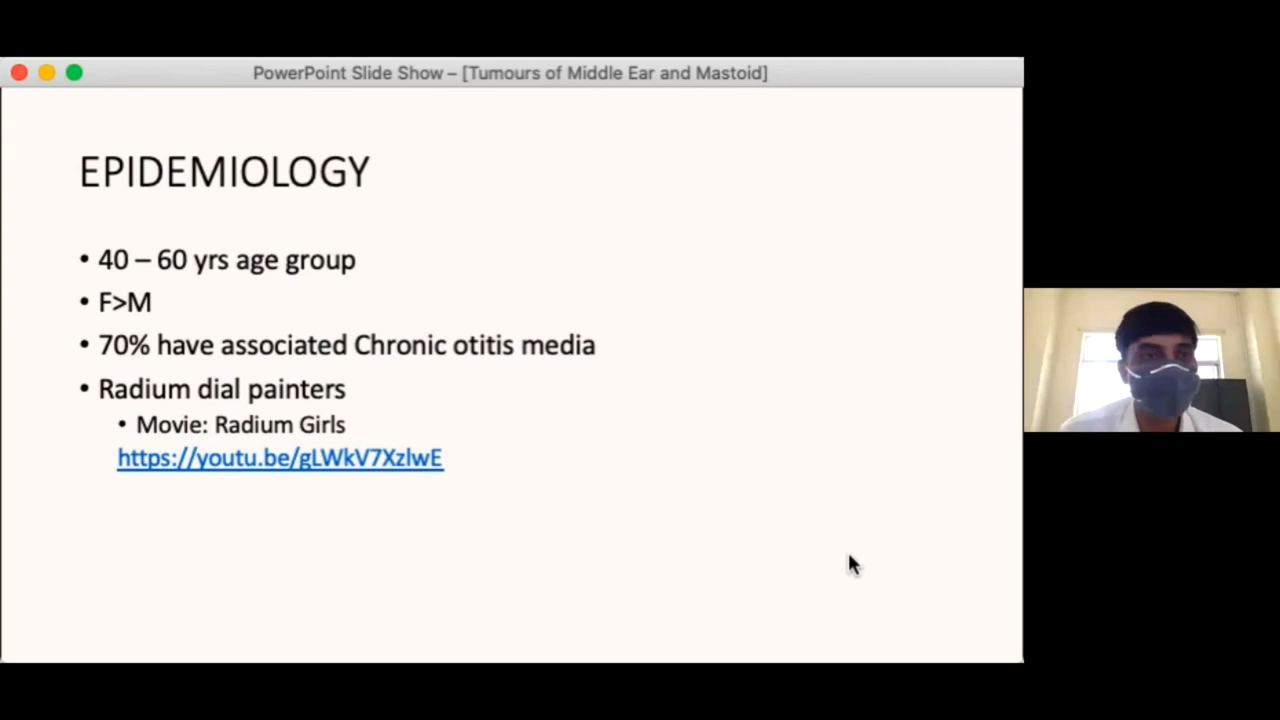 PowerPoint Slide Show – [Tumours of Middle Ear and Mastoid]
EPIDEMIOLOGY
• 40 – 60 yrs age group
• F>M
• 70% have associated Chronic otitis media
• Radium dial painters
• Movie: Radium Girls
https://youtu.be/gLWkV7XzlwE